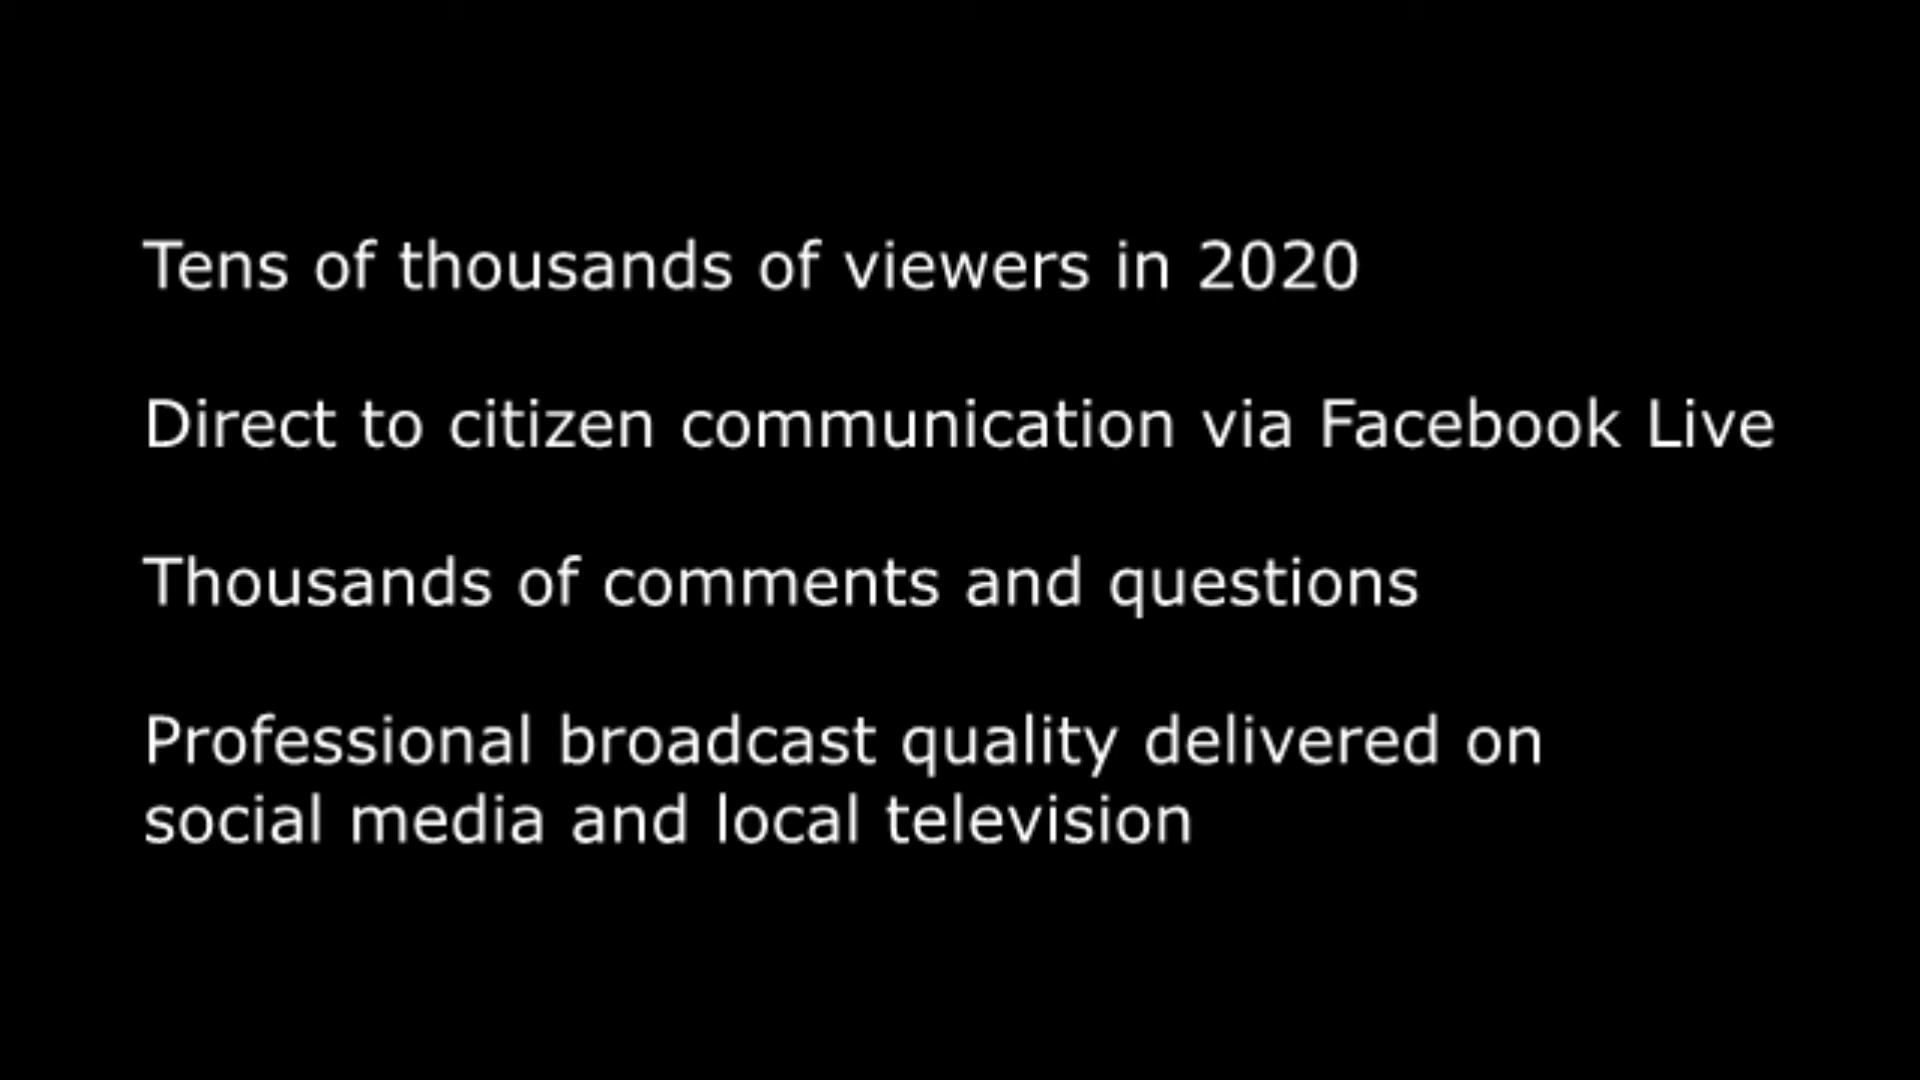 Tens of thousands of viewers in 2020
Direct to citizen communication via Facebook Live
Thousands of comments and questions
Professional broadcast quality delivered on
social media and local television